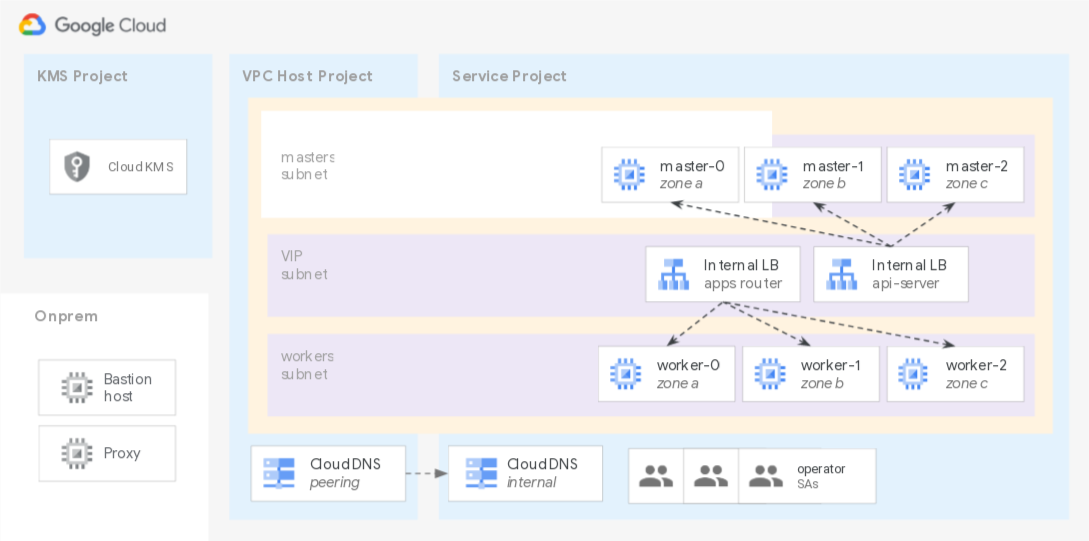 Google Cloud
KMS Project
VPC Host Project
Service Project
Cloud KMS
masters
subnet
master-0
zone a
master-1
zone b
master-2
zone c
VIP
subnet
Internal LB
apps router
Internal LB
api-server
Onprem
workers
subnet
worker-0
zone a
worker-1
zone b
worker-2
zone c
Bastion
host
Proxy
Cloud DNS
peering
Cloud DNS
internal
operator
SAs